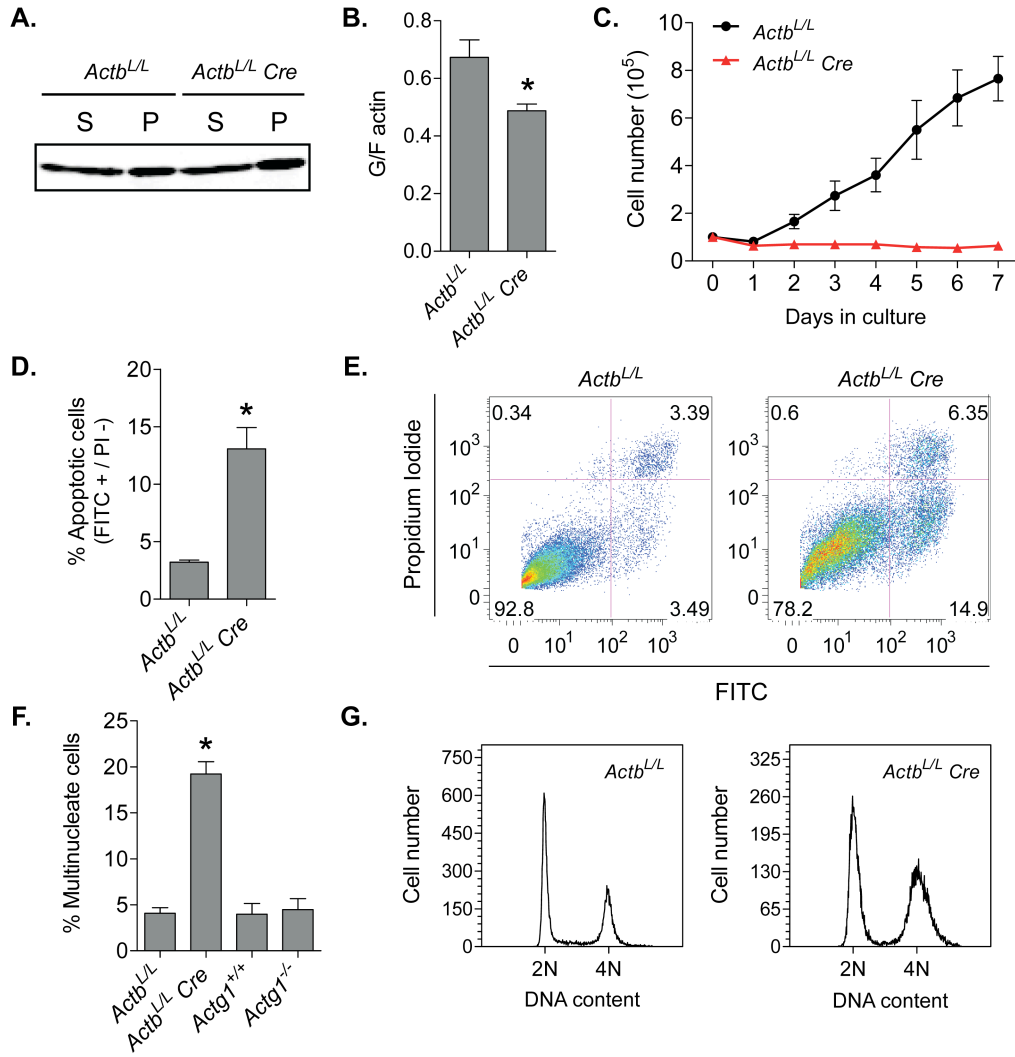 A.
Actb^L/L Actb^L/L Cre
S P S P
B.
G/F actin
0.8
0.6
0.4
0.2
0.0
Actb^L/L
Actb^L/L Cre
*
C.
Cell number (10^5)
10
8
6
4
2
0
Actb^L/L
Actb^L/L Cre
0 1 2 3 4 5 6 7
Days in culture
D.
% Apoptotic cells
(FITC + / PI -)
20
15
10
5
0
*
Actb^L/L
Actb^L/L Cre
E.
Actb^L/L
Actb^L/L Cre
Propidium Iodide
0.34 3.39
10^3
10^2
10^1
0
92.8 3.49
0 10^1 10^2 10^3
0.6 6.35
10^3
10^2
10^1
0
78.2 14.9
0 10^1 10^2 10^3
FITC
F.
% Multinucleate cells
25
20
15
10
5
0
*
Actb^L/L
Actb^L/L Cre
Actg1^+/+
Actg1^-/-
G.
Actb^L/L
Cell number
750
600
450
300
150
0
2N 4N
DNA content
Actb^L/L Cre
Cell number
325
260
195
130
65
0
2N 4N
DNA content